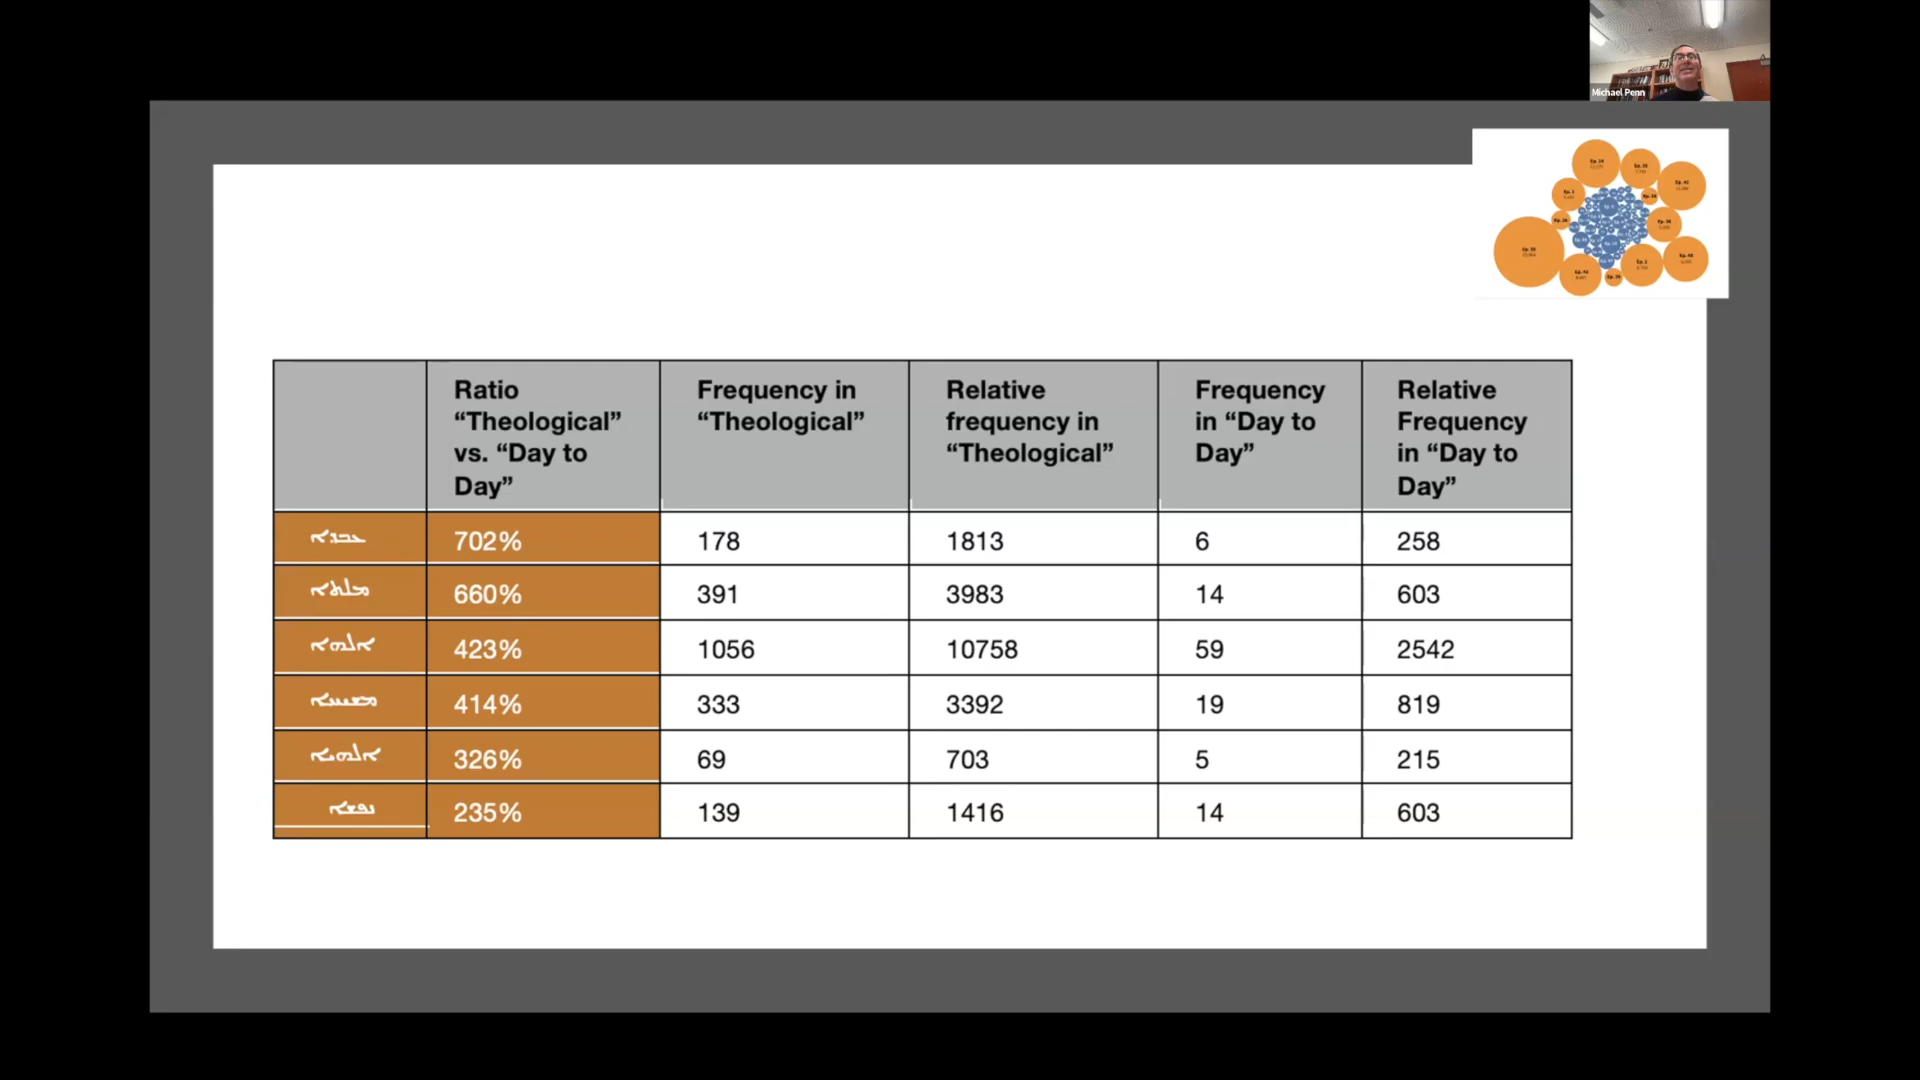 Michael Penn
Ratio
“Theological”
vs. “Day to
Day”
Frequency in
“Theological”
Relative
frequency in
“Theological”
Frequency
in “Day to
Day”
Relative
Frequency
in “Day to
Day”
ܥܒܕܐ 702% 178 1813 6 258
ܡܠܬܐ 660% 391 3983 14 603
ܐܠܗܐ 423% 1056 10758 59 2542
ܡܫܝܚܐ 414% 333 3392 19 819
ܐܠܗܝܐ 326% 69 703 5 215
ܢܦܫܐ 235% 139 1416 14 603